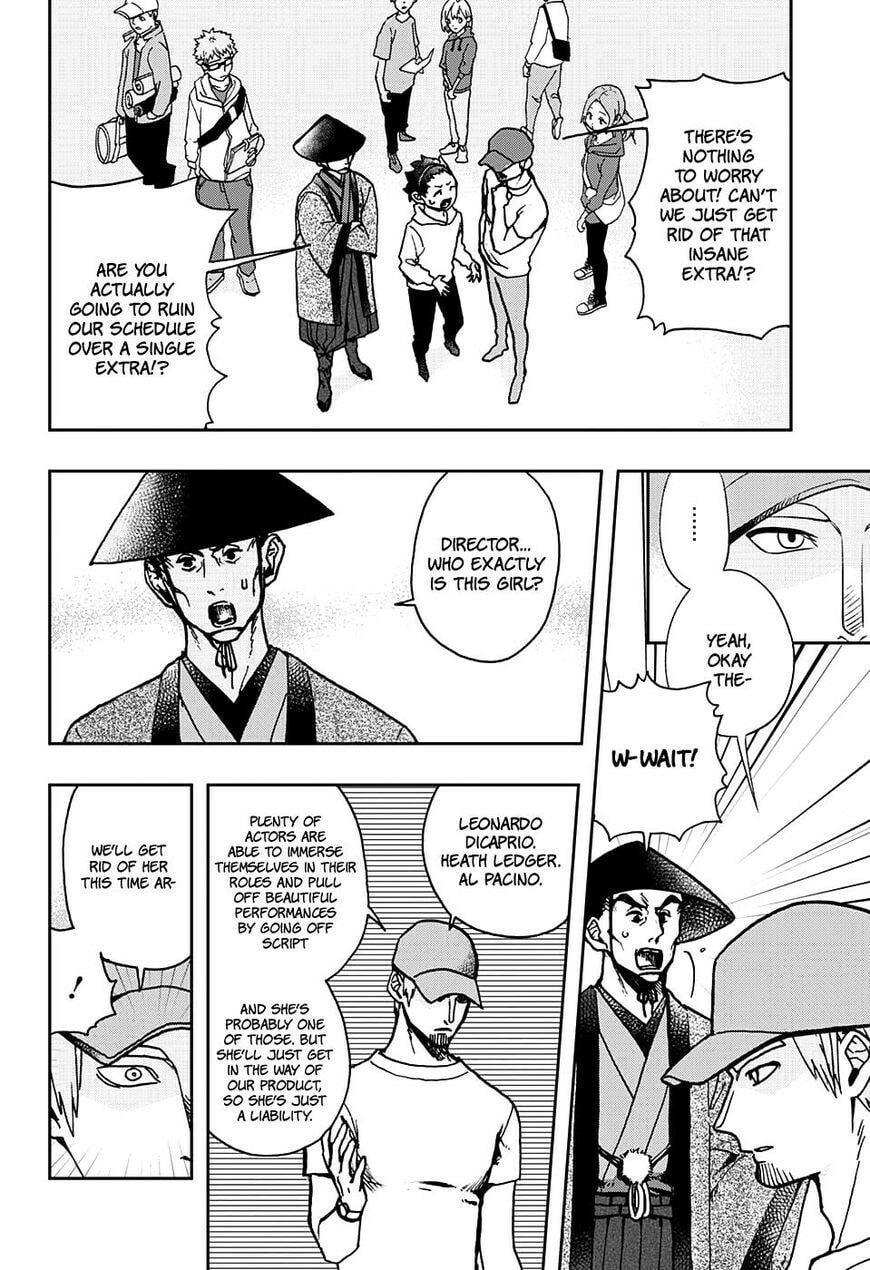 THERE'S
NOTHING
TO WORRY
ABOUT! CAN'T
WE JUST GET
RID OF THAT
INSANE
EXTRA!?
ARE YOU
ACTUALLY
GOING TO RUIN
OUR SCHEDULE
OVER A SINGLE
EXTRA!?
......
YEAH,
OKAY
THE-
W-WAIT!
DIRECTOR...
WHO EXACTLY
IS THIS GIRL?
LEONARDO
DICAPRIO.
HEATH LEDGER.
AL PACINO.
PLENTY OF
ACTORS ARE
ABLE TO IMMERSE
THEMSELVES IN THEIR
ROLES AND PULL
OFF BEAUTIFUL
PERFORMANCES
BY GOING OFF
SCRIPT
AND SHE'S
PROBABLY ONE
OF THOSE. BUT
SHE'LL JUST GET
IN THE WAY OF
OUR PRODUCT,
SO SHE'S JUST
A LIABILITY.
WE'LL GET
RID OF HER
THIS TIME AR-
!